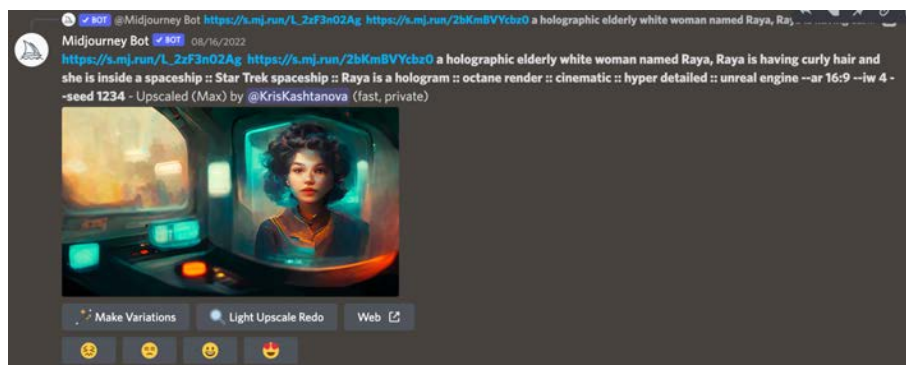 BOT @Midjourney Bot https://s.mj.run/L_2zF3n02Ag https://s.mj.run/2bKmBVYcbz0 a holographic elderly white woman named Raya,
Midjourney Bot BOT 08/16/2022
https://s.mj.run/L_2zF3n02Ag https://s.mj.run/2bKmBVYcbz0 a holographic elderly white woman named Raya, Raya is having curly hair and
she is inside a spaceship :: Star Trek spaceship :: Raya is a hologram :: octane render :: cinematic :: hyper detailed :: unreal engine --ar 16:9 --iw 4 -
-seed 1234 - Upscaled (Max) by @KrisKashtanova (fast, private)
Make Variations Light Upscale Redo Web